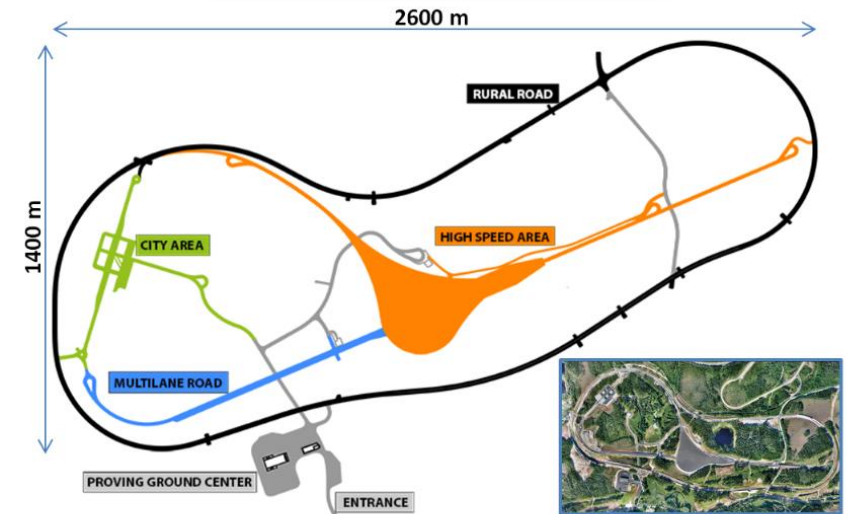 2600 m
RURAL ROAD
1400 m
CITY AREA
HIGH SPEED AREA
MULTILANE ROAD
PROVING GROUND CENTER
ENTRANCE